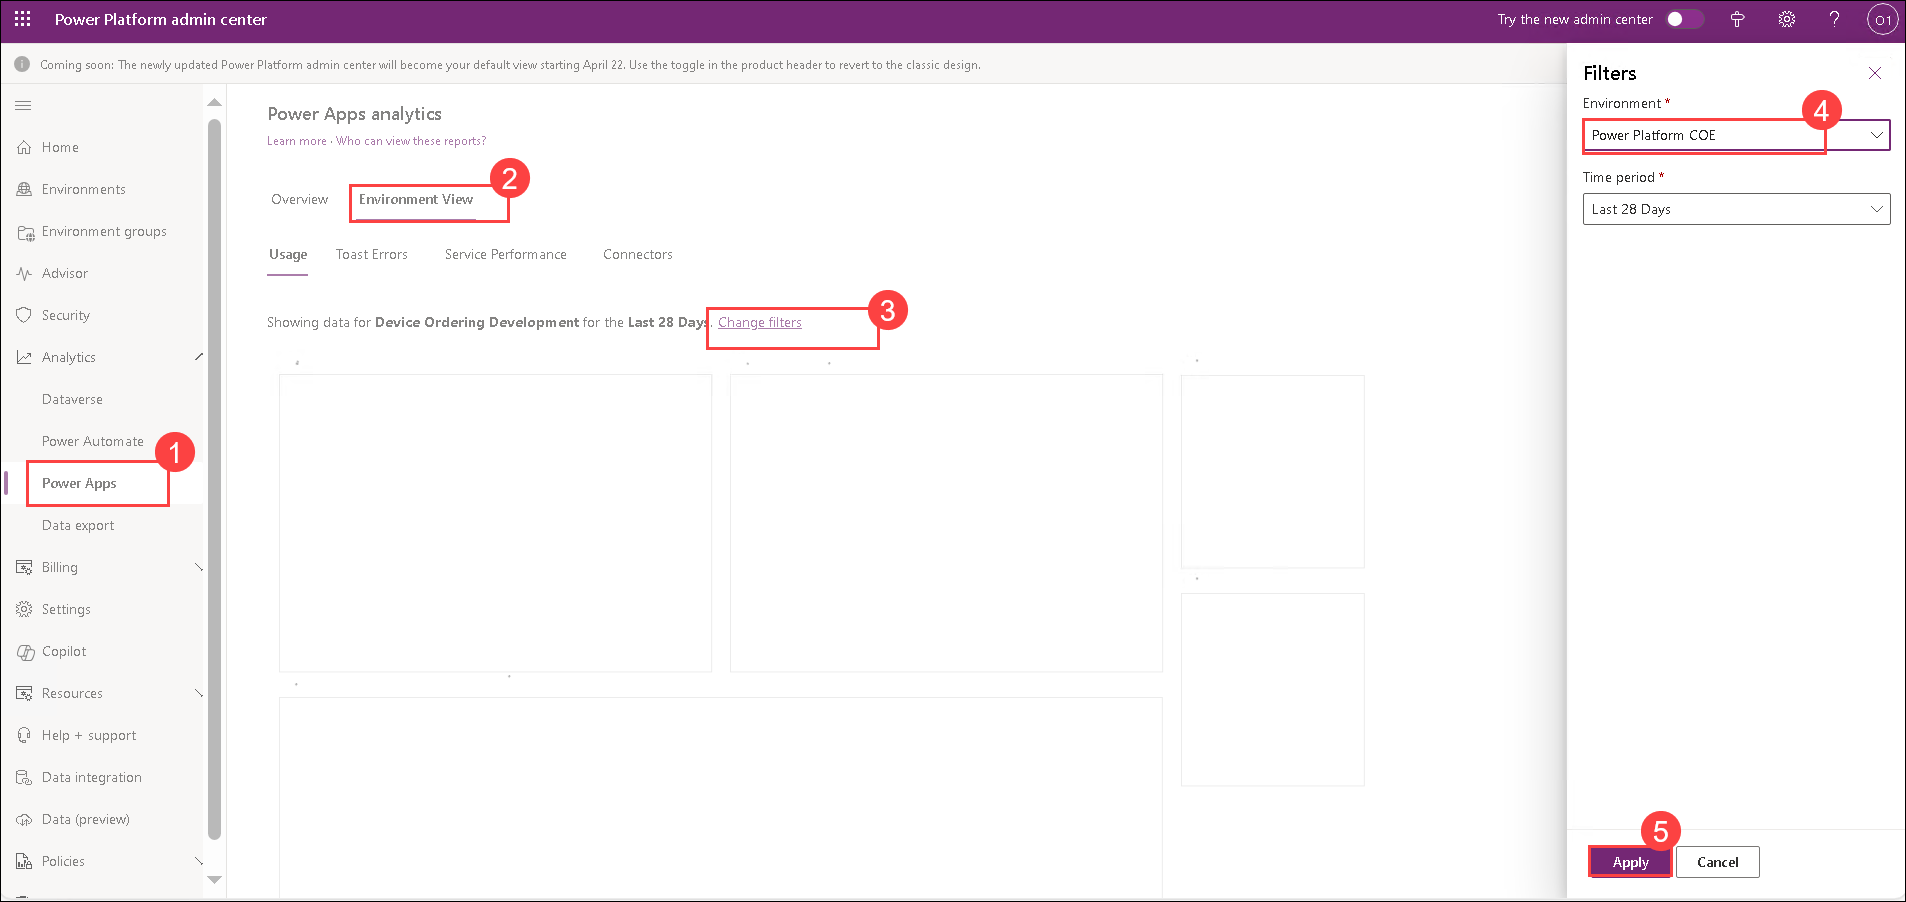 Power Platform admin center
Try the new admin center
O1
Coming soon: The newly updated Power Platform admin center will become your default view starting April 22. Use the toggle in the product header to revert to the classic design.
Home
Environments
Environment groups
Advisor
Security
Analytics
Dataverse
Power Automate
1
Power Apps
Data export
Billing
Settings
Copilot
Resources
Help + support
Data integration
Data (preview)
Policies
Power Apps analytics
Learn more · Who can view these reports?
2
Overview Environment View
Usage Toast Errors Service Performance Connectors
3
Showing data for Device Ordering Development for the Last 28 Days. Change filters
Filters
Environment *
4
Power Platform COE
Time period *
Last 28 Days
5
Apply Cancel